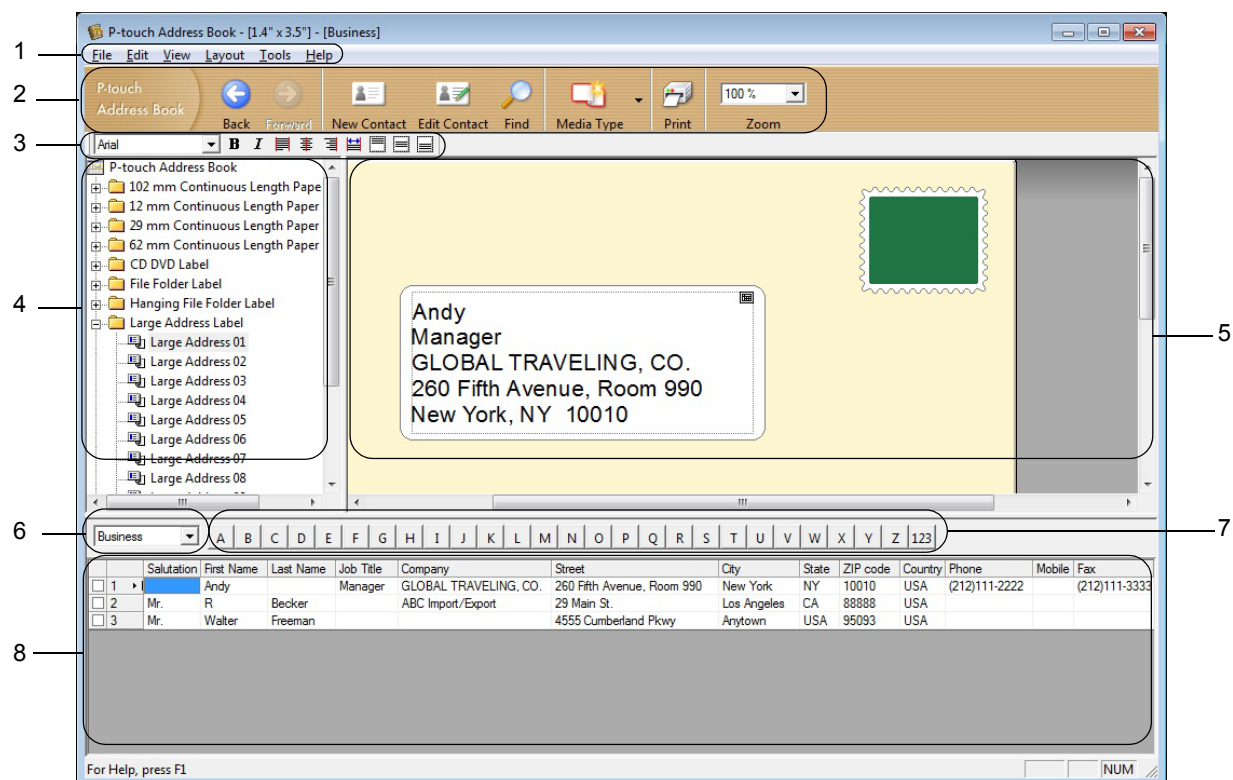 P-touch Address Book - [1.4" x 3.5"] - [Business]
1
File Edit View Layout Tools Help
2
P-touch
Address Book
Back Forward New Contact Edit Contact Find Media Type Print 100 % Zoom
3
Arial B I
4
P-touch Address Book
102 mm Continuous Length Pape
12 mm Continuous Length Paper
29 mm Continuous Length Paper
62 mm Continuous Length Paper
CD DVD Label
File Folder Label
Hanging File Folder Label
Large Address Label
Large Address 01
Large Address 02
Large Address 03
Large Address 04
Large Address 05
Large Address 06
Large Address 07
Large Address 08
Andy
Manager
GLOBAL TRAVELING, CO.
260 Fifth Avenue, Room 990
New York, NY 10010
5
6
Business
A B C D E F G H I J K L M N O P Q R S T U V W X Y Z 123
7
8
Salutation First Name Last Name Job Title Company Street City State ZIP code Country Phone Mobile Fax
1 Andy Manager GLOBAL TRAVELING, CO. 260 Fifth Avenue, Room 990 New York NY 10010 USA (212)111-2222 (212)111-3333
2 Mr. R Becker ABC Import/Export 29 Main St. Los Angeles CA 88888 USA
3 Mr. Walter Freeman 4555 Cumberland Pkwy Anytown USA 95093 USA
For Help, press F1
NUM